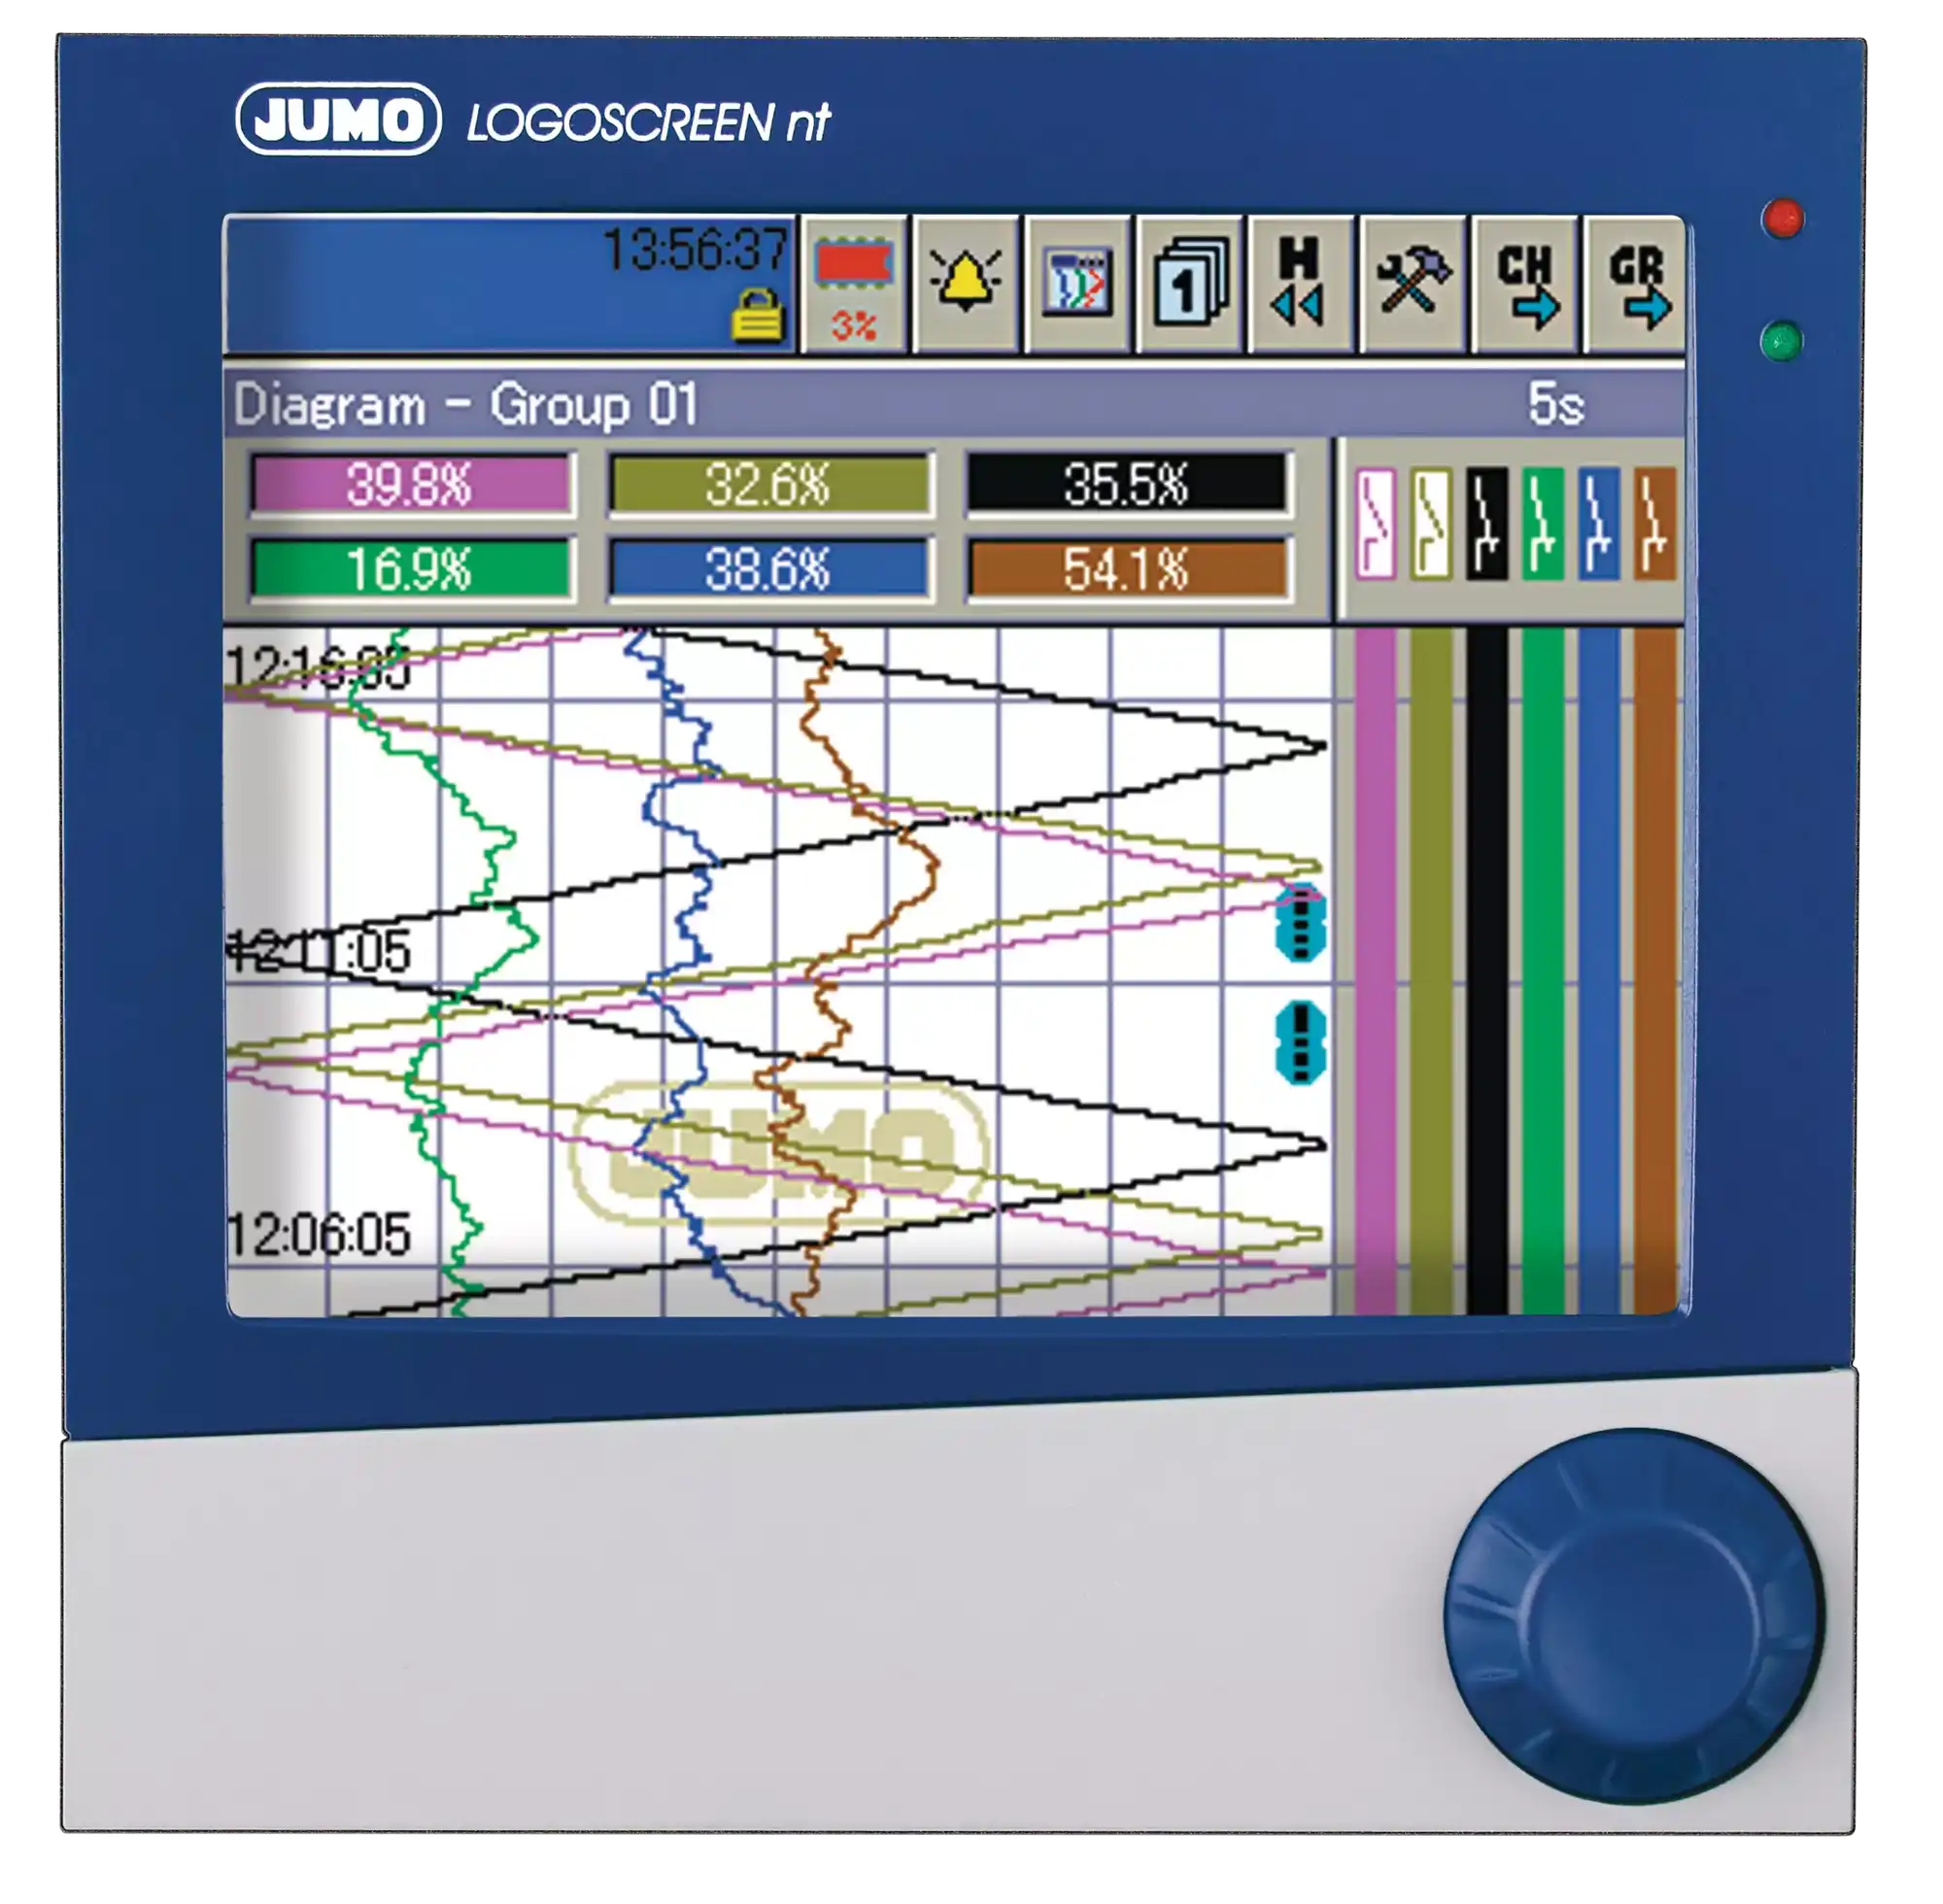 JUMO LOGOSCREEN nt
13:56:37
3%
1
H
CH
GR
Diagram - Group 01 5s
39.8% 32.6% 35.5%
16.9% 38.6% 54.1%
12:16:05
12:11:05
JUMO
12:06:05